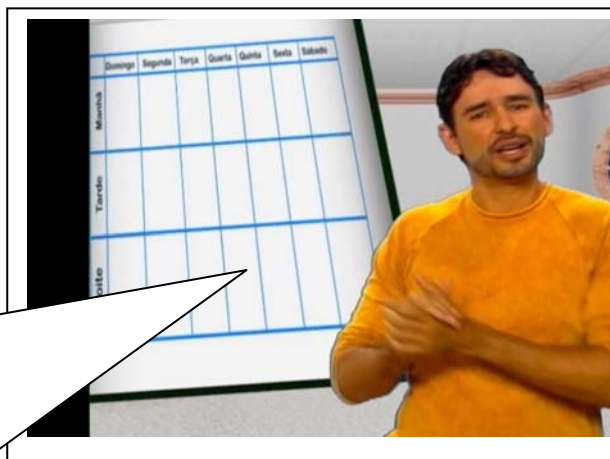 Domingo Segunda Terça Quarta Quinta Sexta Sábado
Manhã
Tarde
oite